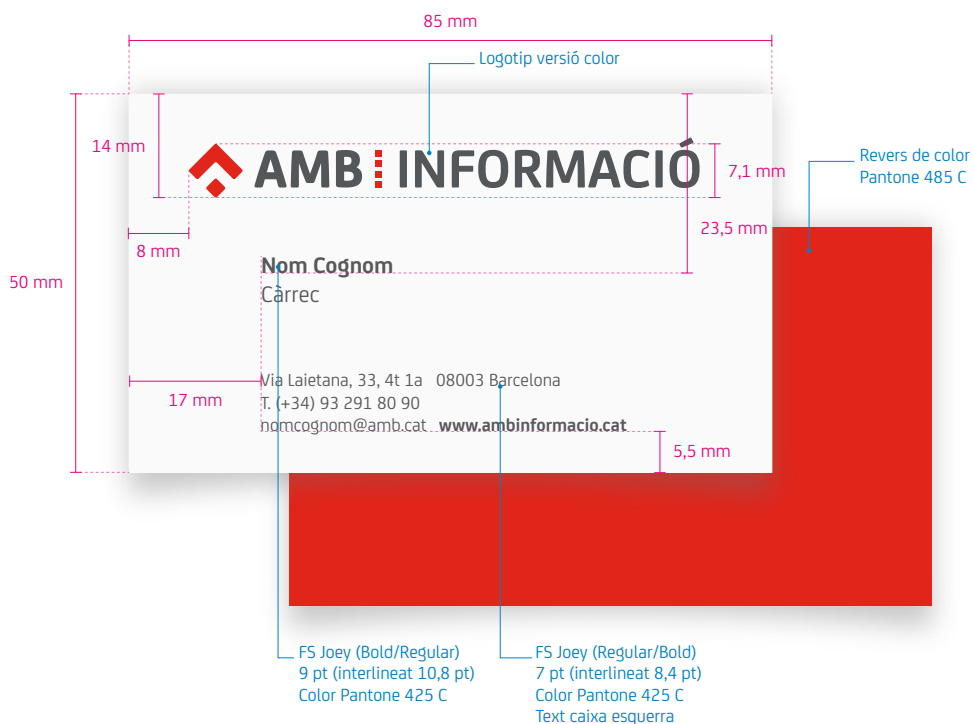 85 mm
Logotip versió color
14 mm
AMB INFORMACIÓ
7,1 mm
Revers de color
Pantone 485 C
23,5 mm
8 mm
50 mm
Nom Cognom
Càrrec
17 mm
Via Laietana, 33, 4t 1a 08003 Barcelona
T. (+34) 93 291 80 90
nomcognom@amb.cat www.ambinformacio.cat
5,5 mm
FS Joey (Bold/Regular)
9 pt (interlineat 10,8 pt)
Color Pantone 425 C
FS Joey (Regular/Bold)
7 pt (interlineat 8,4 pt)
Color Pantone 425 C
Text caixa esquerra